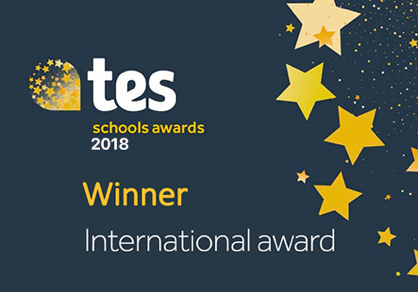 tes
schools awards
2018
Winner
International award